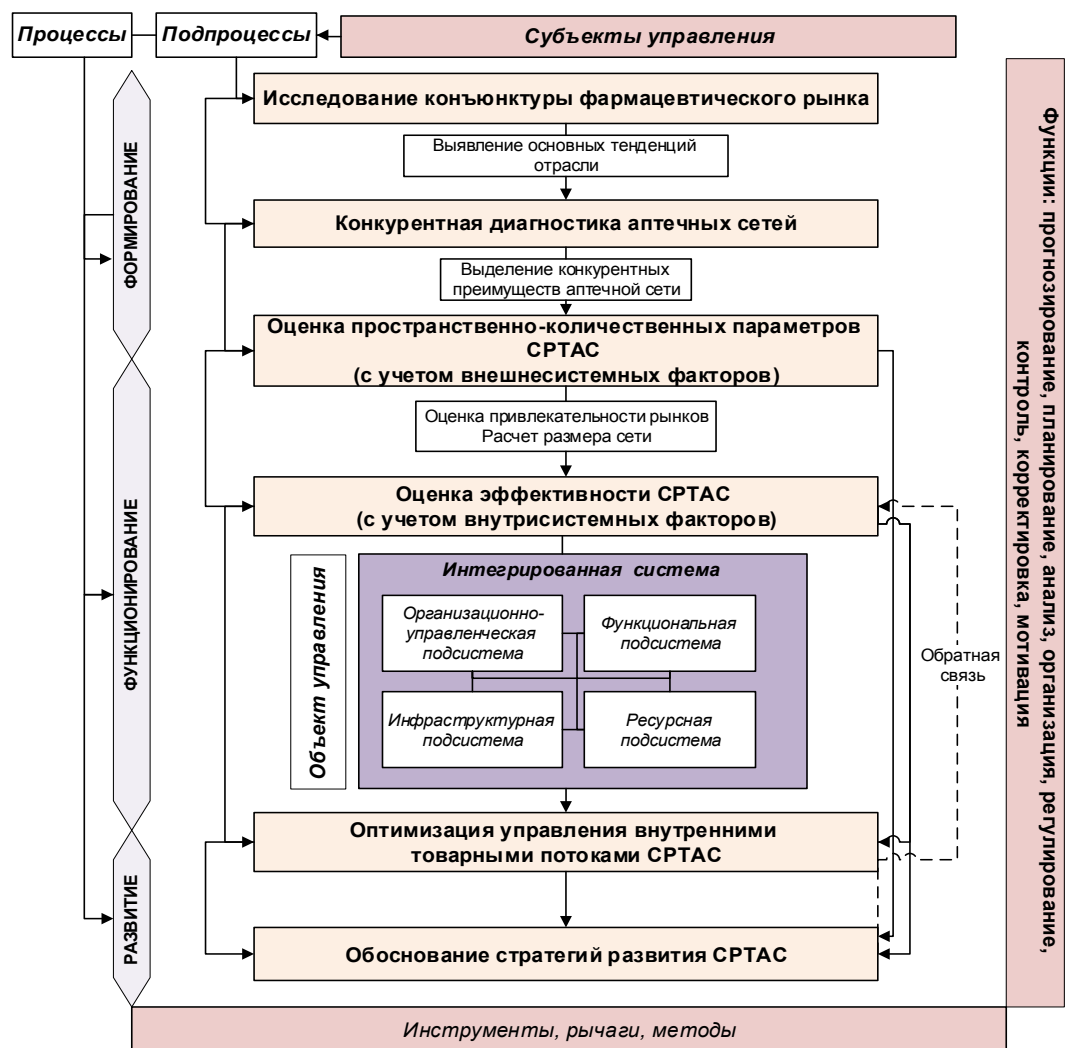 Процессы
Подпроцессы
Субъекты управления
Исследование конъюнктуры фармацевтического рынка
Выявление основных тенденций
отрасли
Конкурентная диагностика аптечных сетей
Выделение конкурентных
преимуществ аптечной сети
Оценка пространственно-количественных параметров
СРТАС
(с учетом внешнесистемных факторов)
Оценка привлекательности рынков
Расчет размера сети
Оценка эффективности СРТАС
(с учетом внутрисистемных факторов)
Объект управления
Интегрированная система
Организационно-
управленческая
подсистема
Функциональная
подсистема
Инфраструктурная
подсистема
Ресурсная
подсистема
Обратная
связь
Оптимизация управления внутренними
товарными потоками СРТАС
Обоснование стратегий развития СРТАС
ФОРМИРОВАНИЕ
ФУНКЦИОНИРОВАНИЕ
РАЗВИТИЕ
Функции: прогнозирование, планирование, анализ, организация, регулирование,
контроль, корректировка, мотивация
Инструменты, рычаги, методы